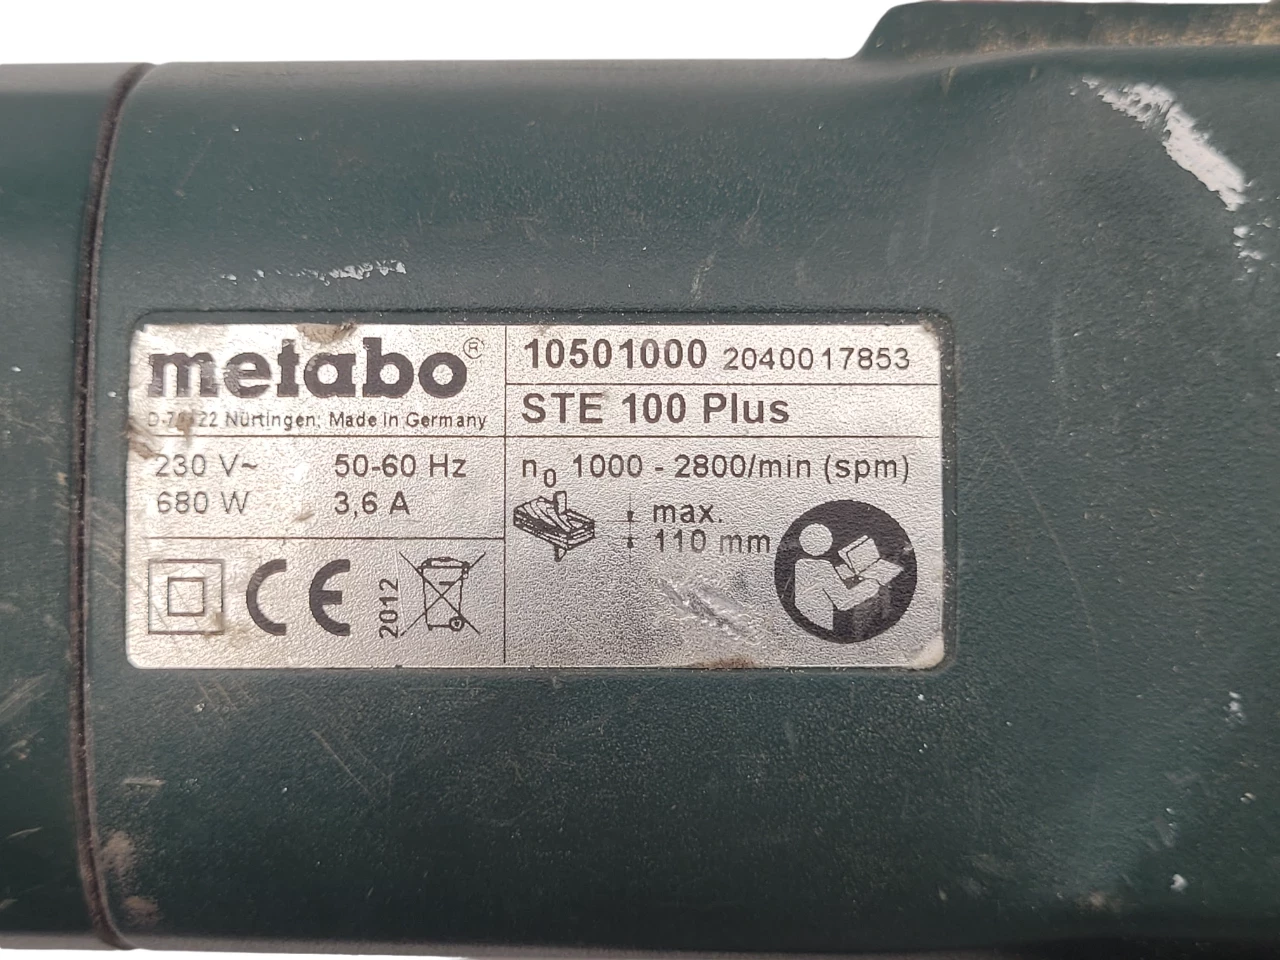 metabo®
Nürtingen; Made in Germany
230 V~ 50-60 Hz
680 W 3,6 A
CE
2012
10501000 2040017853
STE 100 Plus
n0 1000 - 2800/min (spm)
max.
110 mm